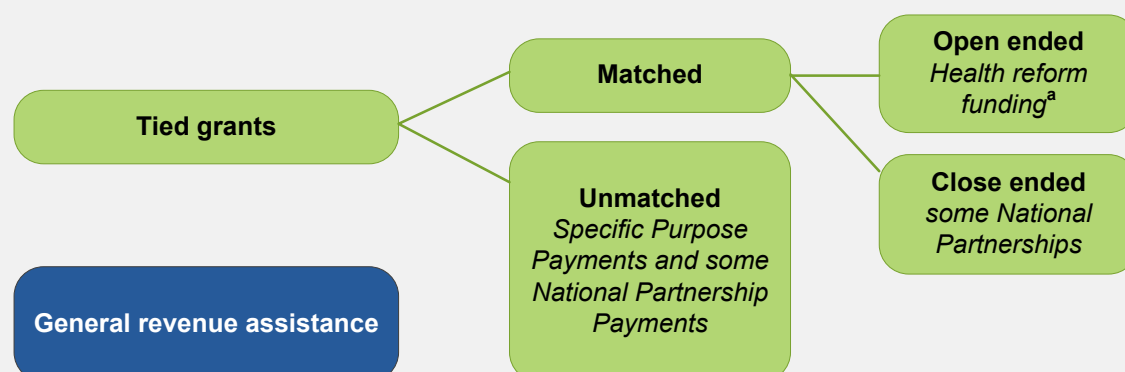 Tied grants
Matched
Open ended
Health reform
funding^a
Unmatched
Specific Purpose
Payments and some
National Partnership
Payments
Close ended
some National
Partnerships
General revenue assistance